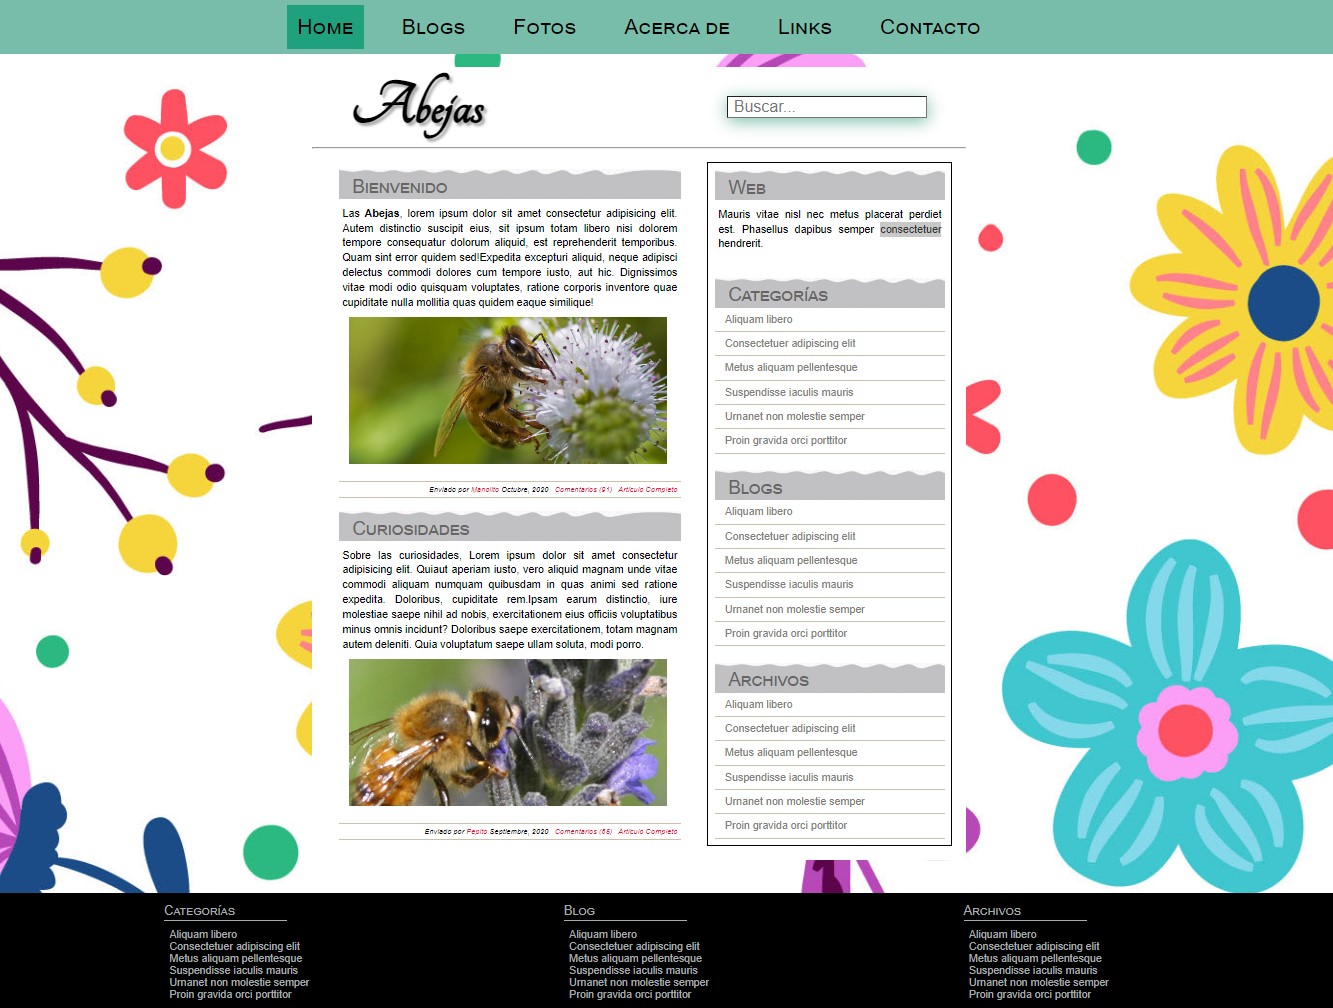 Home Blogs Fotos Acerca de Links Contacto
Abejas
Buscar...
Bienvenido
Las Abejas, lorem ipsum dolor sit amet consectetur adipisicing elit.
Autem distinctio suscipit eius, sit ipsum totam libero nisi dolorem
tempore consequatur dolorum aliquid, est reprehenderit temporibus.
Quam sint error quidem sed!Expedita excepturi aliquid, neque adipisci
delectus commodi dolores cum tempore iusto, aut hic. Dignissimos
vitae modi odio quisquam voluptates, ratione corporis inventore quae
cupiditate nulla mollitia quas quidem eaque similique!
Enviado por Manolito Octubre, 2020 Comentarios (91) Artículo Completo
Curiosidades
Sobre las curiosidades, Lorem ipsum dolor sit amet consectetur
adipisicing elit. Quiaut aperiam iusto, vero aliquid magnam unde vitae
commodi aliquam numquam quibusdam in quas animi sed ratione
expedita. Doloribus, cupiditate rem.Ipsam earum distinctio, iure
molestiae saepe nihil ad nobis, exercitationem eius officiis voluptatibus
minus omnis incidunt? Doloribus saepe exercitationem, totam magnam
autem deleniti. Quia voluptatum saepe ullam soluta, modi porro.
Enviado por Pepito Septiembre, 2020 Comentarios (65) Artículo Completo
Web
Mauris vitae nisl nec metus placerat perdiet
est. Phasellus dapibus semper consectetuer
hendrerit.
Categorías
Aliquam libero
Consectetuer adipiscing elit
Metus aliquam pellentesque
Suspendisse iaculis mauris
Urnanet non molestie semper
Proin gravida orci porttitor
Blogs
Aliquam libero
Consectetuer adipiscing elit
Metus aliquam pellentesque
Suspendisse iaculis mauris
Urnanet non molestie semper
Proin gravida orci porttitor
Archivos
Aliquam libero
Consectetuer adipiscing elit
Metus aliquam pellentesque
Suspendisse iaculis mauris
Urnanet non molestie semper
Proin gravida orci porttitor
Categorías
Aliquam libero
Consectetuer adipiscing elit
Metus aliquam pellentesque
Suspendisse iaculis mauris
Urnanet non molestie semper
Proin gravida orci porttitor
Blog
Aliquam libero
Consectetuer adipiscing elit
Metus aliquam pellentesque
Suspendisse iaculis mauris
Urnanet non molestie semper
Proin gravida orci porttitor
Archivos
Aliquam libero
Consectetuer adipiscing elit
Metus aliquam pellentesque
Suspendisse iaculis mauris
Urnanet non molestie semper
Proin gravida orci porttitor